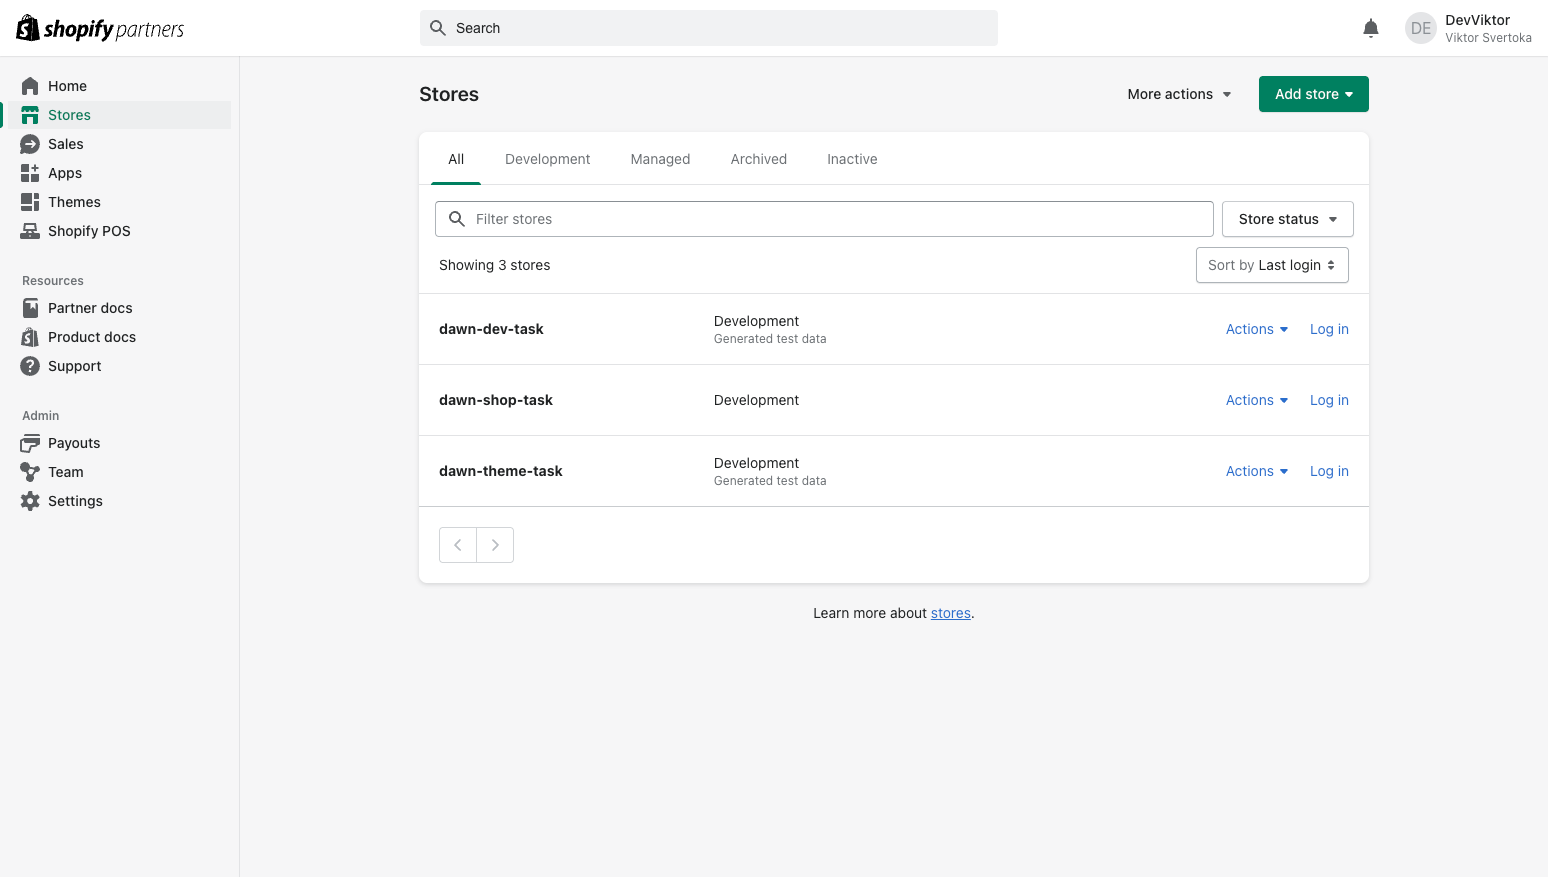 shopify partners
Search
DE
DevViktor
Viktor Svertoka
Home
Stores
Sales
Apps
Themes
Shopify POS
Resources
Partner docs
Product docs
Support
Admin
Payouts
Team
Settings
Stores
More actions
Add store
All Development Managed Archived Inactive
Filter stores
Store status
Showing 3 stores
Sort by Last login
dawn-dev-task
Development
Generated test data
Actions Log in
dawn-shop-task
Development
Actions Log in
dawn-theme-task
Development
Generated test data
Actions Log in
Learn more about stores.